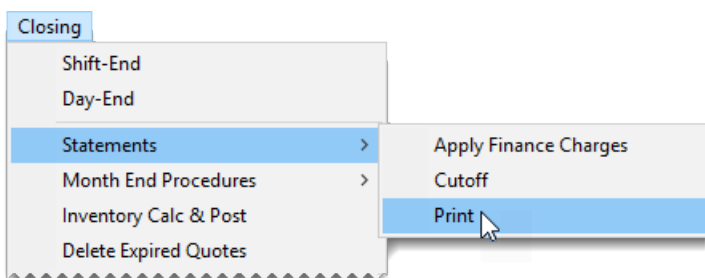 Closing
Shift-End
Day-End
Statements
Month End Procedures
Inventory Calc & Post
Delete Expired Quotes
Apply Finance Charges
Cutoff
Print